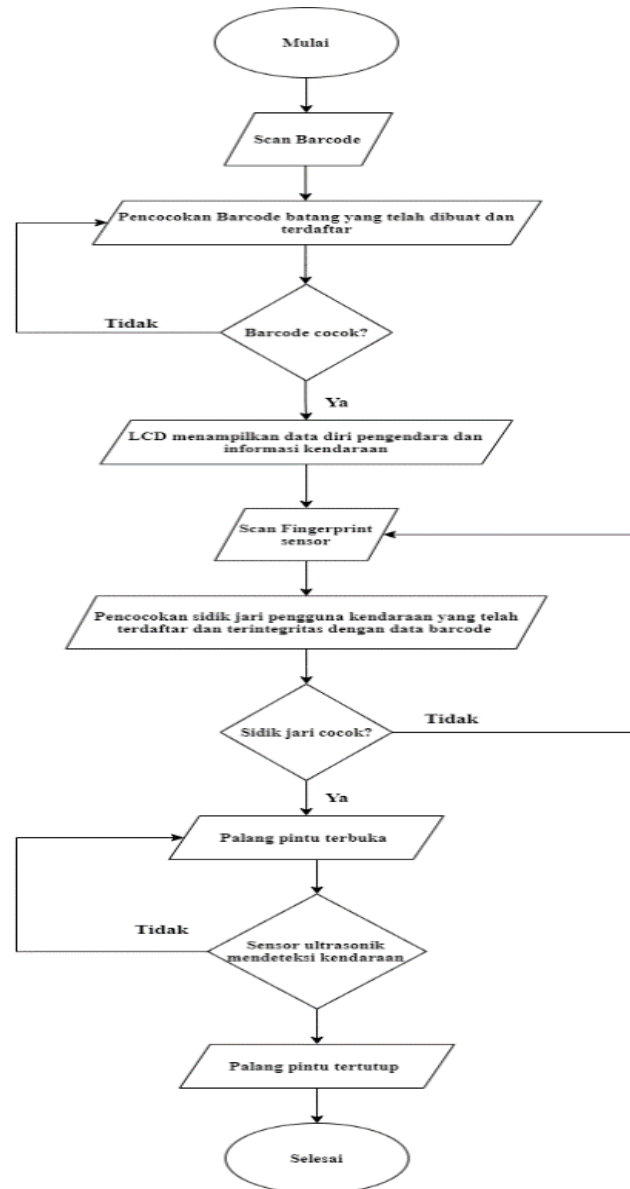 Mulai
Scan Barcode
Pencocokan Barcode batang yang telah dibuat dan
terdaftar
Tidak
Barcode cocok?
Ya
LCD menampilkan data diri pengendara dan
informasi kendaraan
Scan Fingerprint
sensor
Pencocokan sidik jari pengguna kendaraan yang telah
terdaftar dan terintegritas dengan data barcode
Tidak
Sidik jari cocok?
Ya
Palang pintu terbuka
Tidak
Sensor ultrasonik
mendeteksi kendaraan
Palang pintu tertutup
Selesai